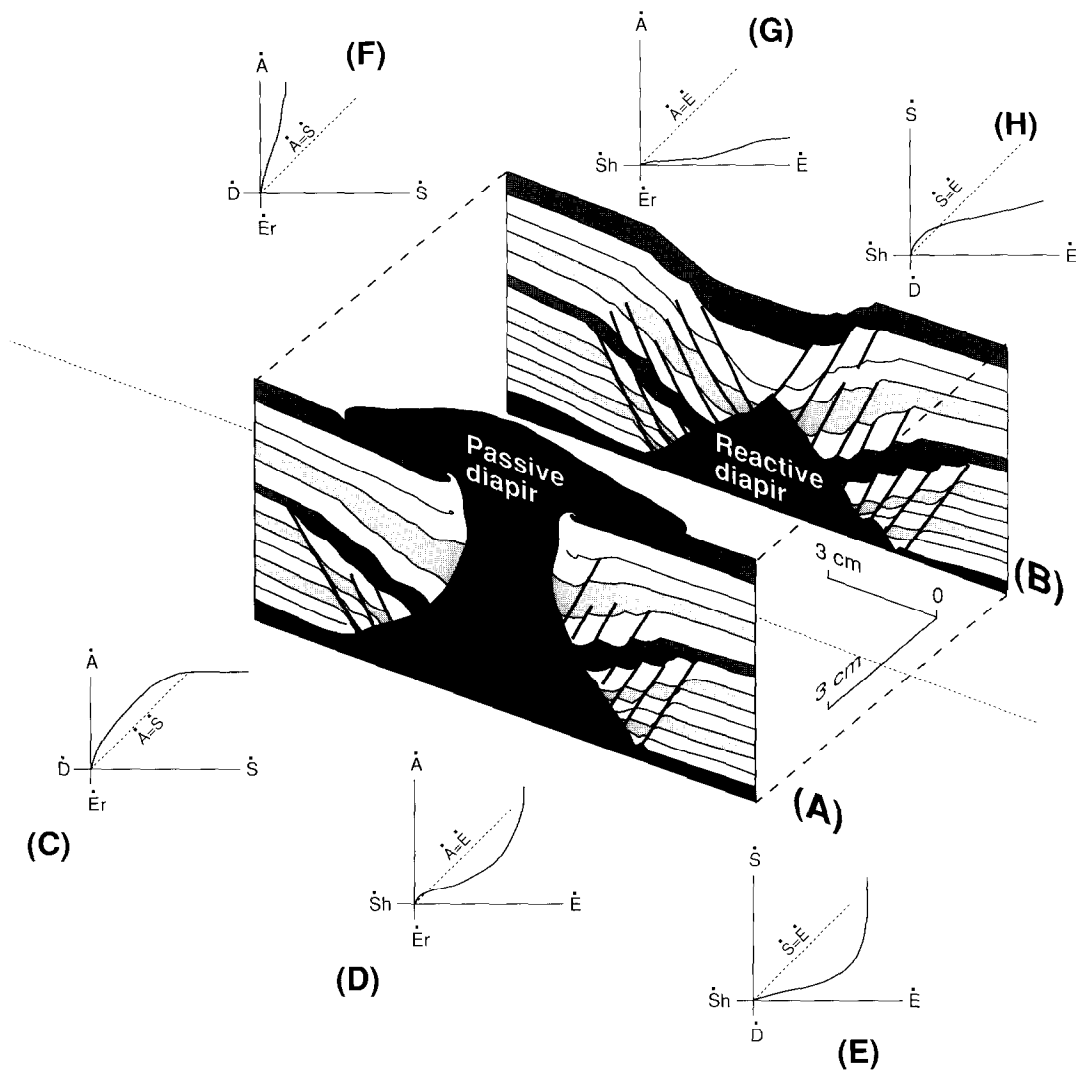 (F)
Ȧ
Ȧ=Ṡ
Ḋ
Ṡ
Ėr
(G)
Ȧ
Ȧ=Ė
Ṡh
Ė
Ėr
(H)
Ṡ
Ṡ=Ė
Ṡh
Ė
Ḋ
Passive
diapir
Reactive
diapir
3 cm
0
3 cm
(B)
(A)
Ȧ
Ȧ=Ṡ
Ḋ
Ṡ
Ėr
(C)
Ȧ
Ȧ=Ė
Ṡh
Ė
Ėr
(D)
Ṡ
Ṡ=Ė
Ṡh
Ė
Ḋ
(E)